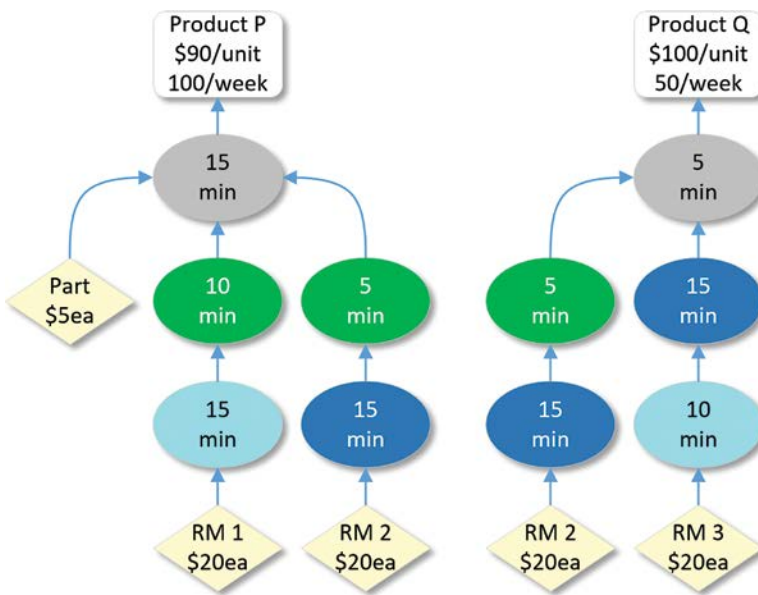 Product P
$90/unit
100/week
Product Q
$100/unit
50/week
15
min
5
min
Part
$5ea
10
min
5
min
5
min
15
min
15
min
15
min
15
min
10
min
RM 1
$20ea
RM 2
$20ea
RM 2
$20ea
RM 3
$20ea